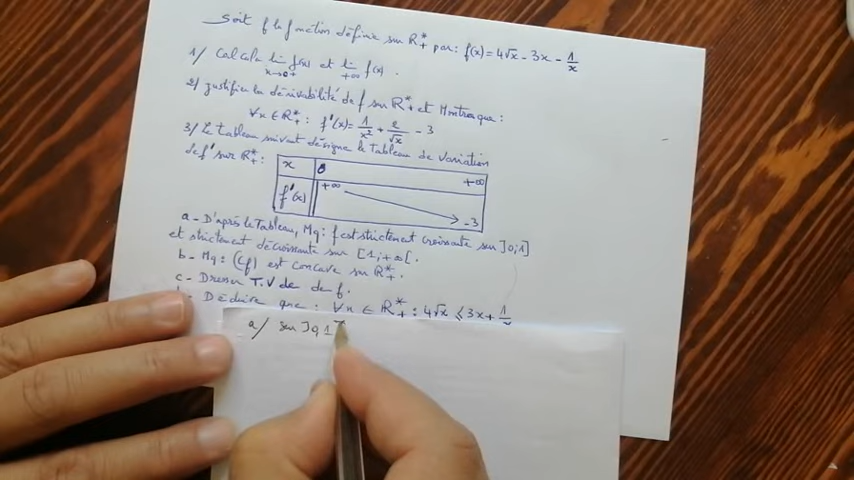 Soit f la fonction définie sur R*₊ par: f(x) = 4√x - 3x - 1/x
1/ Calculer lim x→0⁺ f(x) et lim +∞ f(x).
2/ justifier la dérivabilité de f sur R*₊ et Montrer que:
∀x ∈ R*₊: f'(x) = 1/x² + 2/√x - 3
3/ Le tableau suivant désigne le Tableau de variation
de f' sur R*₊:
x 0 +∞
f'(x) +∞ -3
a - D'après le Tableau, Mq: f est strictement croissante sur ]0;1]
et strictement décroissante sur [1;+∞[.
b - Mq: (Cf) est concave sur R*₊.
c - Dresser T.V de de f.
Déduire que: ∀x ∈ R*₊: 4√x ≤ 3x + 1/x
a/ sur ]0,1]